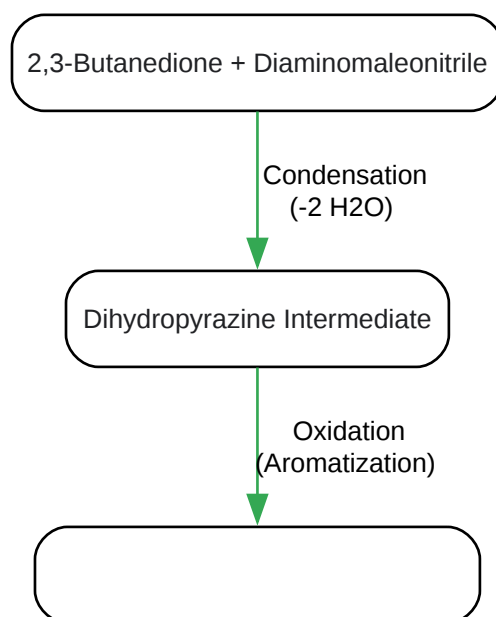 2,3-Butanedione + Diaminomaleonitrile
Condensation
(-2 H2O)
Dihydropyrazine Intermediate
Oxidation
(Aromatization)